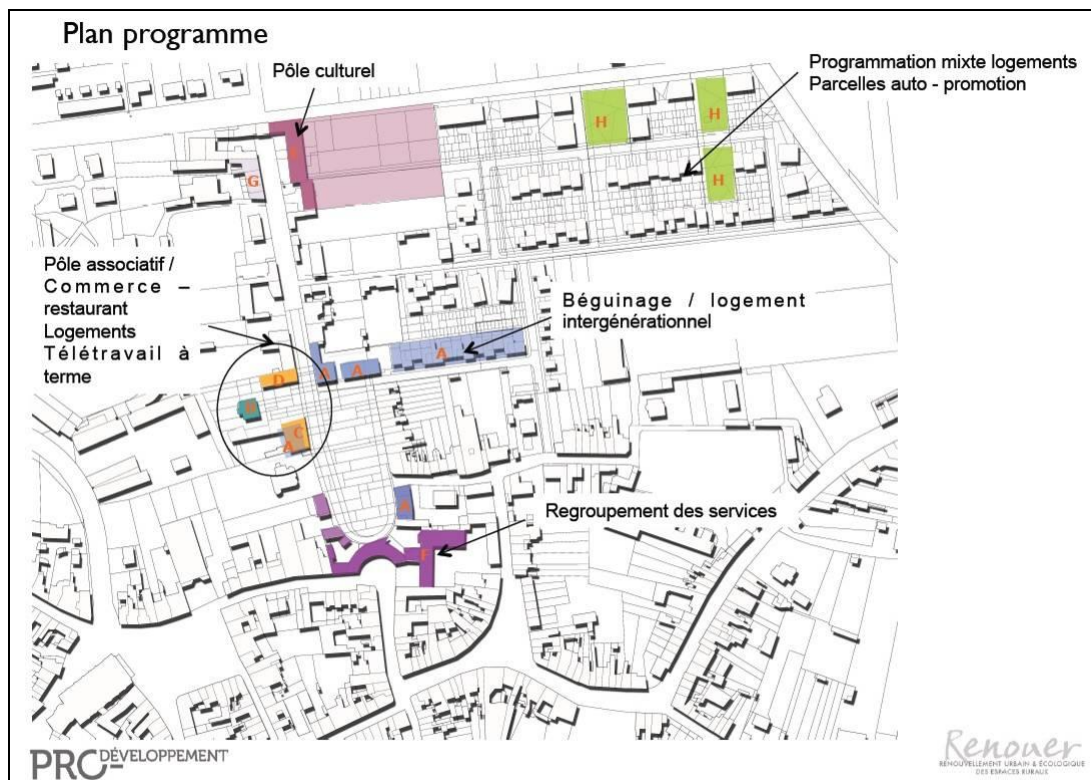 Plan programme
Pôle culturel
Programmation mixte logements
Parcelles auto - promotion
H
H
G
H
Pôle associatif /
Commerce –
restaurant
Logements
Télétravail à
terme
Béguinage / logement
intergénérationnel
A
A
A
D
C
A
A
Regroupement des services
F
PRO-DÉVELOPPEMENT
Renouer
RENOUVELLEMENT URBAIN & ÉCOLOGIQUE
DES ESPACES RURAUX